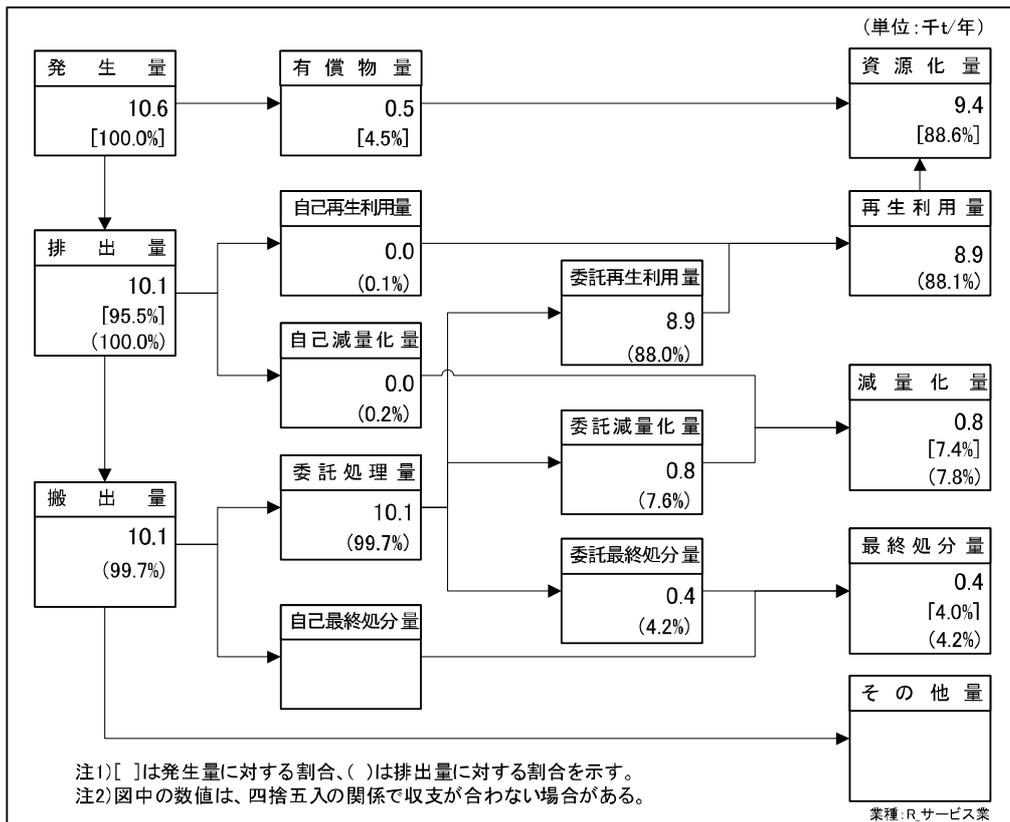 (単位:千t/年)
発生量
10.6
[100.0%]
有償物量
0.5
[4.5%]
資源化量
9.4
[88.6%]
排出量
10.1
[95.5%]
(100.0%)
自己再生利用量
0.0
(0.1%)
再生利用量
8.9
(88.1%)
委託再生利用量
8.9
(88.0%)
自己減量化量
0.0
(0.2%)
減量化量
0.8
[7.4%]
(7.8%)
委託減量化量
0.8
(7.6%)
搬出量
10.1
(99.7%)
委託処理量
10.1
(99.7%)
委託最終処分量
0.4
(4.2%)
最終処分量
0.4
[4.0%]
(4.2%)
自己最終処分量
その他量
注1)[ ]は発生量に対する割合、( )は排出量に対する割合を示す。
注2)図中の数値は、四捨五入の関係で収支が合わない場合がある。
業種:R_サービス業